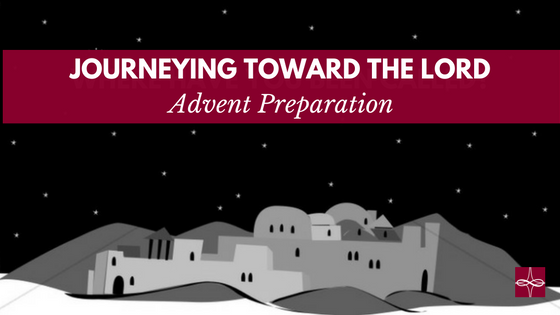 JOURNEYING TOWARD THE LORD
Advent Preparation